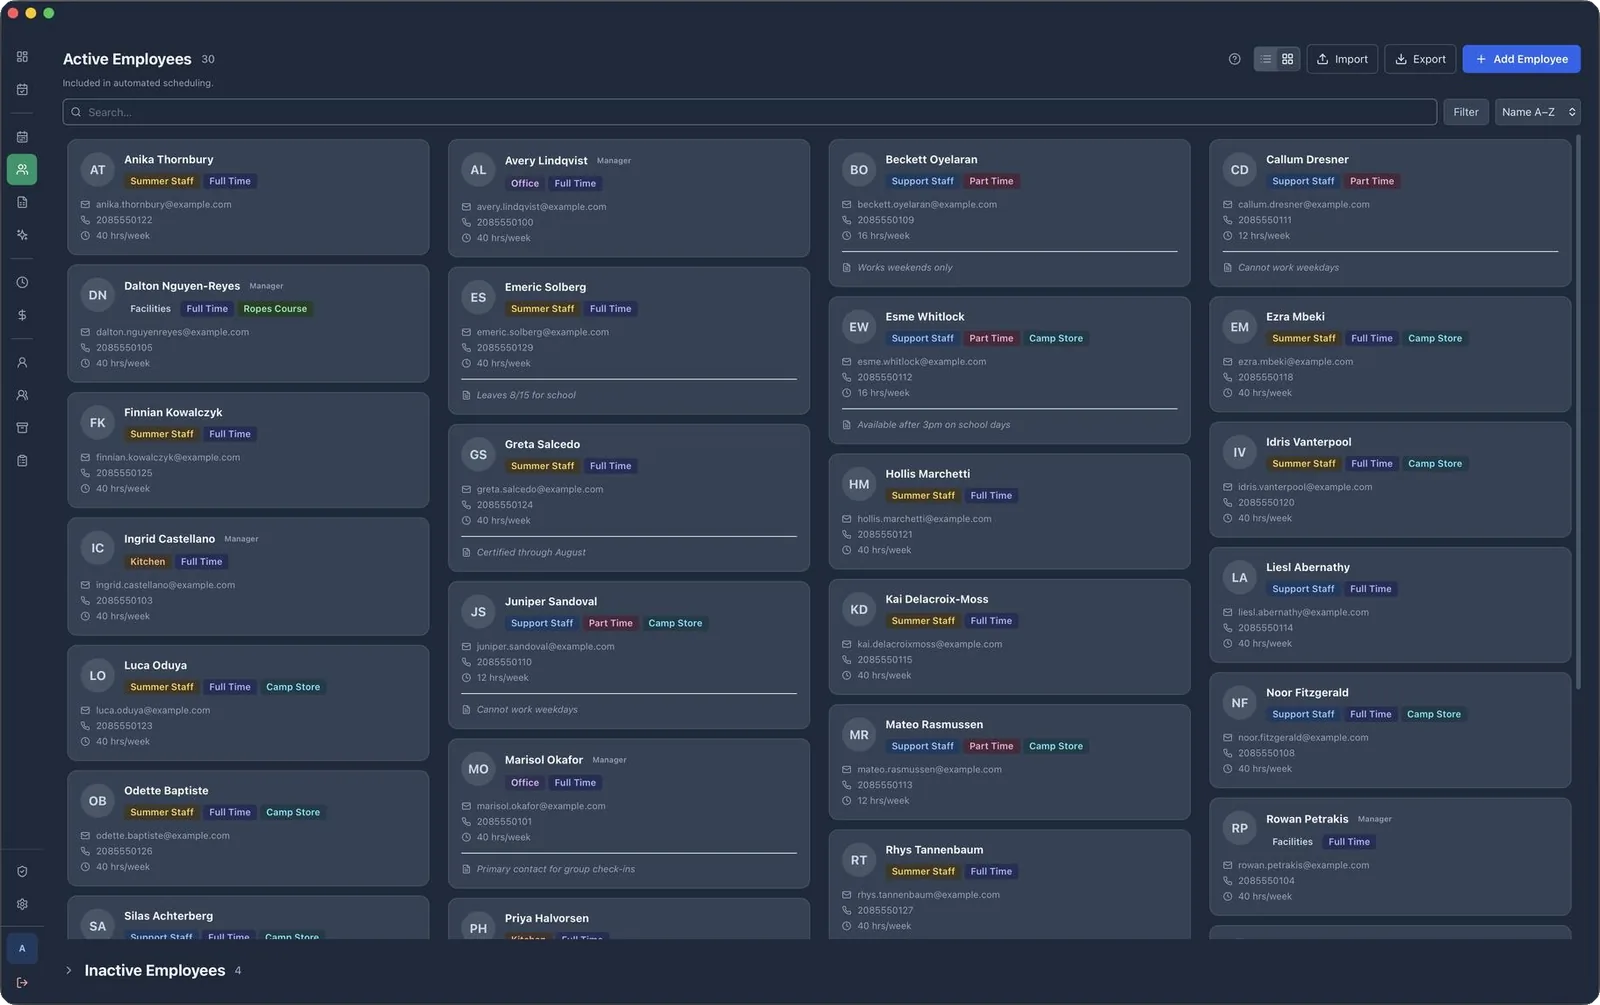 Active Employees 30
Included in automated scheduling.
Import
Export
+ Add Employee
Search...
Filter
Name A–Z
AT
Anika Thornbury
Summer Staff Full Time
anika.thornbury@example.com
2085550122
40 hrs/week
AL
Avery Lindqvist Manager
Office Full Time
avery.lindqvist@example.com
2085550100
40 hrs/week
BO
Beckett Oyelaran
Support Staff Part Time
beckett.oyelaran@example.com
2085550109
16 hrs/week
Works weekends only
CD
Callum Dresner
Support Staff Part Time
callum.dresner@example.com
2085550111
12 hrs/week
Cannot work weekdays
DN
Dalton Nguyen-Reyes Manager
Facilities Full Time Ropes Course
dalton.nguyenreyes@example.com
2085550105
40 hrs/week
ES
Emeric Solberg
Summer Staff Full Time
emeric.solberg@example.com
2085550129
40 hrs/week
Leaves 8/15 for school
EW
Esme Whitlock
Support Staff Part Time Camp Store
esme.whitlock@example.com
2085550112
16 hrs/week
Available after 3pm on school days
EM
Ezra Mbeki
Summer Staff Full Time Camp Store
ezra.mbeki@example.com
2085550118
40 hrs/week
FK
Finnian Kowalczyk
Summer Staff Full Time
finnian.kowalczyk@example.com
2085550125
40 hrs/week
GS
Greta Salcedo
Summer Staff Full Time
greta.salcedo@example.com
2085550124
40 hrs/week
Certified through August
HM
Hollis Marchetti
Summer Staff Full Time
hollis.marchetti@example.com
2085550121
40 hrs/week
IV
Idris Vanterpool
Summer Staff Full Time Camp Store
idris.vanterpool@example.com
2085550120
40 hrs/week
IC
Ingrid Castellano Manager
Kitchen Full Time
ingrid.castellano@example.com
2085550103
40 hrs/week
JS
Juniper Sandoval
Support Staff Part Time Camp Store
juniper.sandoval@example.com
2085550110
12 hrs/week
Cannot work weekdays
KD
Kai Delacroix-Moss
Summer Staff Full Time
kai.delacroixmoss@example.com
2085550115
40 hrs/week
LA
Liesl Abernathy
Support Staff Full Time
liesl.abernathy@example.com
2085550114
40 hrs/week
LO
Luca Oduya
Summer Staff Full Time Camp Store
luca.oduya@example.com
2085550123
40 hrs/week
MO
Marisol Okafor Manager
Office Full Time
marisol.okafor@example.com
2085550101
40 hrs/week
Primary contact for group check-ins
MR
Mateo Rasmussen
Support Staff Part Time Camp Store
mateo.rasmussen@example.com
2085550113
12 hrs/week
NF
Noor Fitzgerald
Support Staff Full Time Camp Store
noor.fitzgerald@example.com
2085550108
40 hrs/week
OB
Odette Baptiste
Summer Staff Full Time Camp Store
odette.baptiste@example.com
2085550126
40 hrs/week
PH
Priya Halvorsen
Kitchen Full Time
RT
Rhys Tannenbaum
Summer Staff Full Time
rhys.tannenbaum@example.com
2085550127
40 hrs/week
RP
Rowan Petrakis Manager
Facilities Full Time
rowan.petrakis@example.com
2085550104
40 hrs/week
SA
Silas Achterberg
Support Staff Full Time Camp Store
A
Inactive Employees 4